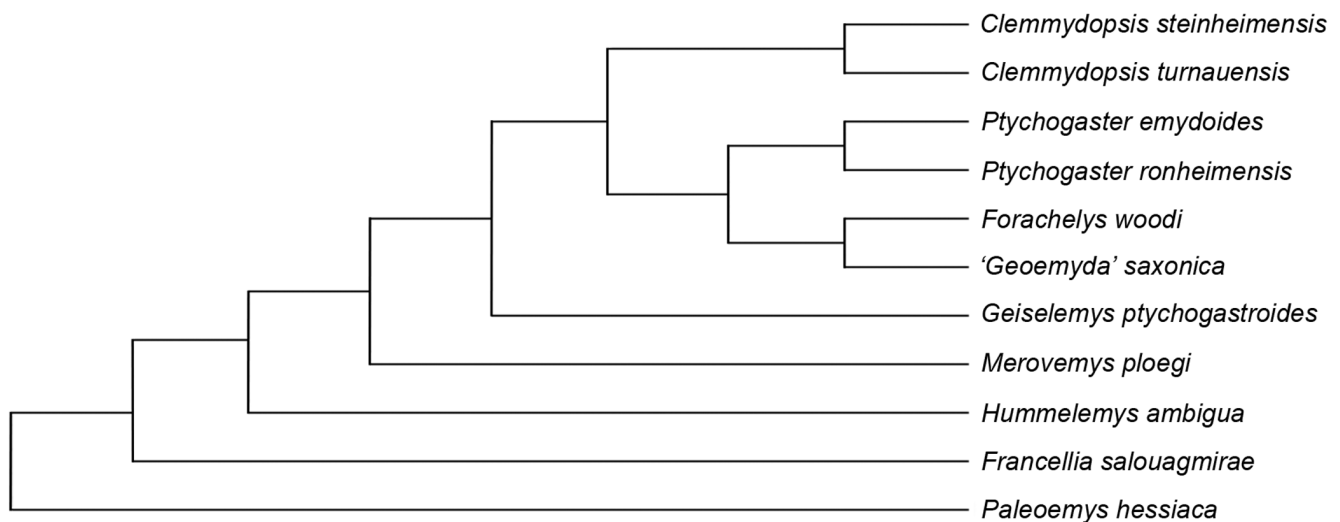 Clemmydopsis steinheimensis
Clemmydopsis turnauensis
Ptychogaster emydoides
Ptychogaster ronheimensis
Forachelys woodi
‘Geoemyda’ saxonica
Geiselemys ptychogastroides
Merovemys ploegi
Hummelemys ambigua
Francellia salouagmirae
Paleoemys hessiaca